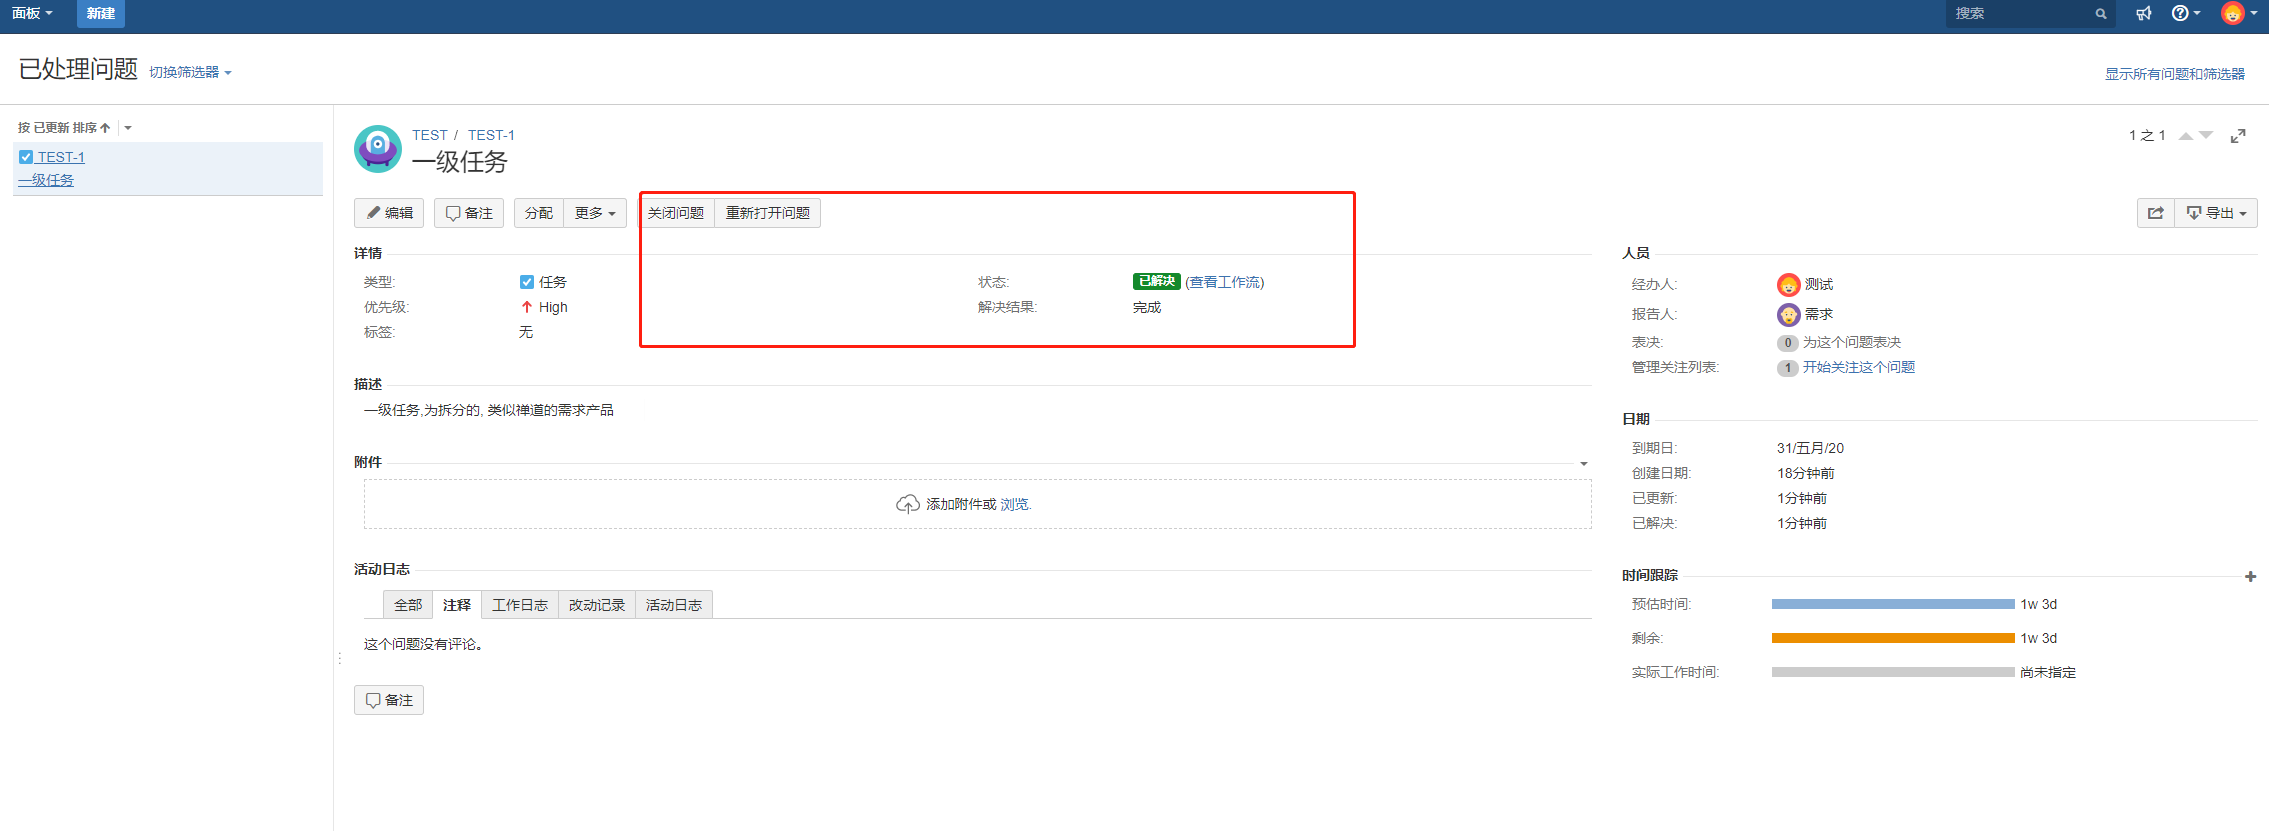 面板 新建 搜索
已处理问题 切换筛选器 显示所有问题和筛选器
按 已更新 排序
TEST-1
一级任务
TEST / TEST-1
一级任务
1 之 1
编辑 备注 分配 更多 关闭问题 重新打开问题 导出
详情
类型: 任务
优先级: High
标签: 无
状态: 已解决 (查看工作流)
解决结果: 完成
描述
一级任务,为拆分的, 类似禅道的需求产品
附件
添加附件或 浏览.
活动日志
全部 注释 工作日志 改动记录 活动日志
这个问题没有评论。
备注
人员
经办人: 测试
报告人: 需求
表决: 0 为这个问题表决
管理关注列表: 1 开始关注这个问题
日期
到期日: 31/五月/20
创建日期: 18分钟前
已更新: 1分钟前
已解决: 1分钟前
时间跟踪
预估时间: 1w 3d
剩余: 1w 3d
实际工作时间: 尚未指定